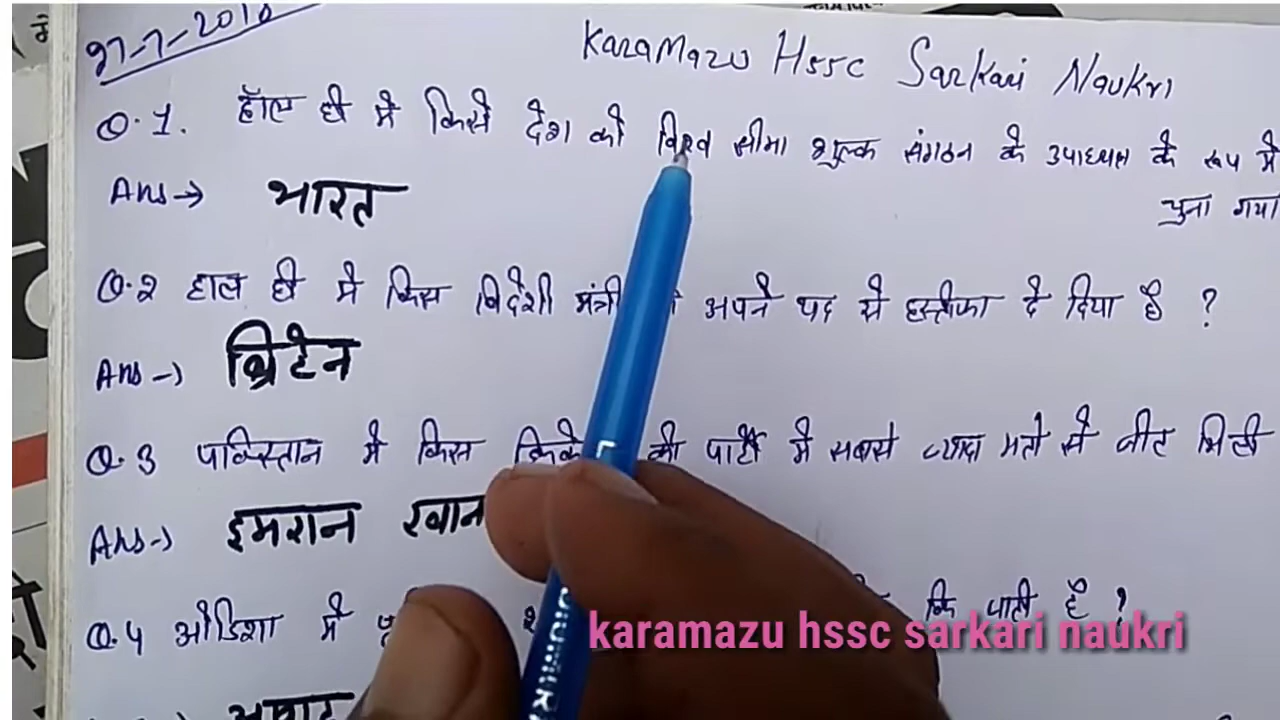 27-7-2018
Karamazu Hssc Sarkari Naukri
Q.1. हॉल ही मे किसे देश को विश्व सीमा शुल्क संगठन के उपाध्यक्ष के रूप मे
चुना गया
Ans→ भारत
Q.2 हाल ही मे किस विदेशी मंत्री अपने पद से इस्तीफा दे दिया है ?
Ans→ ब्रिटेन
Q.3 पाकिस्तान मे किस की पार्टी मे सबसे ज्यादा मतो से जीत मिली
Ans→ इमरान खान
Q.4 ओडिशा मे है ?
karamazu hssc sarkari naukri